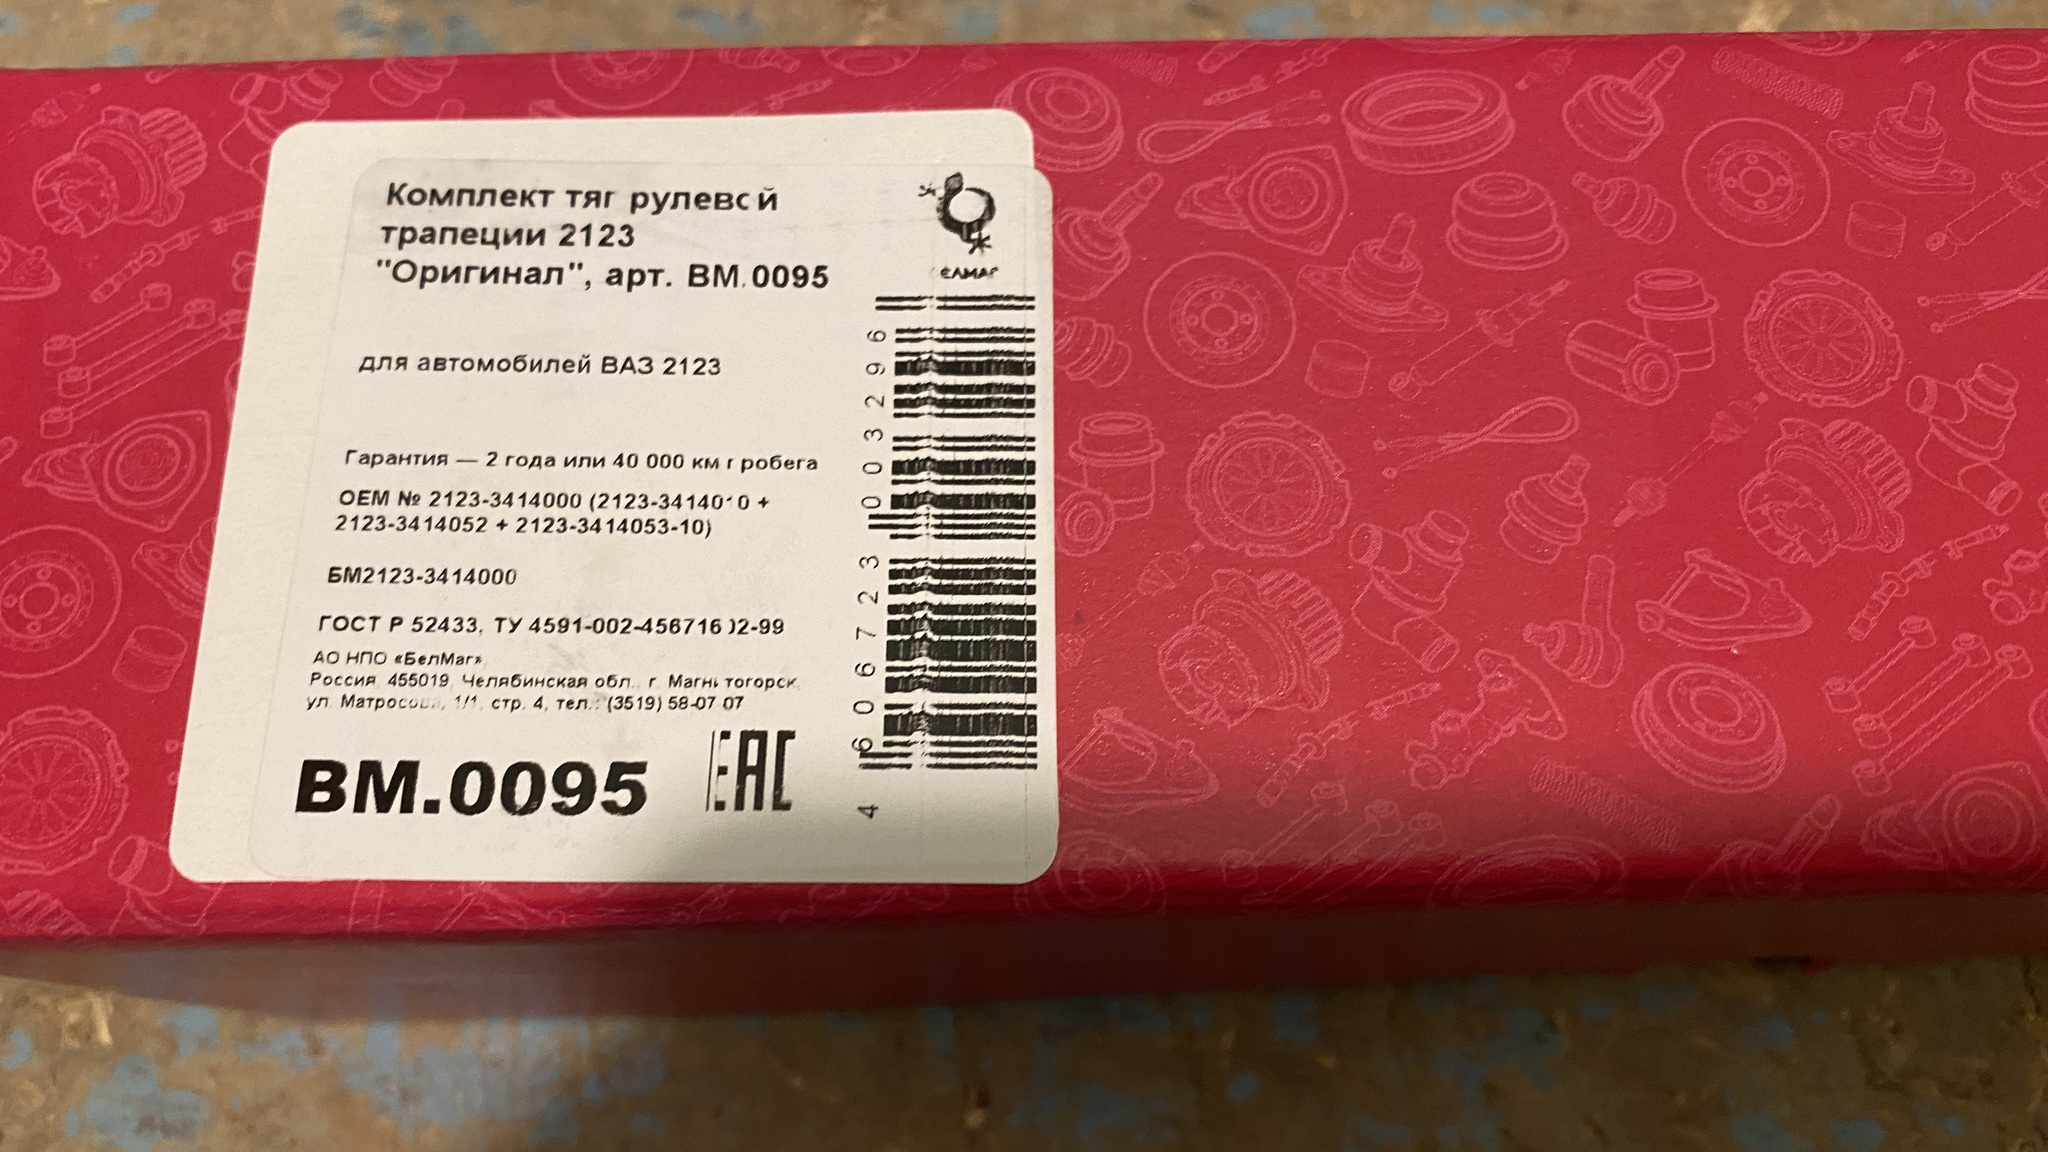 Комплект тяг рулевой
трапеции 2123
"Оригинал", арт. BM.0095
ЕЛМАГ
для автомобилей ВАЗ 2123
Гарантия — 2 года или 40 000 км пробега
OEM № 2123-3414000 (2123-3414010 +
2123-3414052 + 2123-3414053-10)
БМ2123-3414000
ГОСТ Р 52433, ТУ 4591-002-45671602-99
АО НПО «БелМаг»
Россия, 455019, Челябинская обл., г. Магнитогорск,
ул. Матросова, 1/1, стр. 4, тел.: (3519) 58-07 07
BM.0095
EAC
4 606723 003296